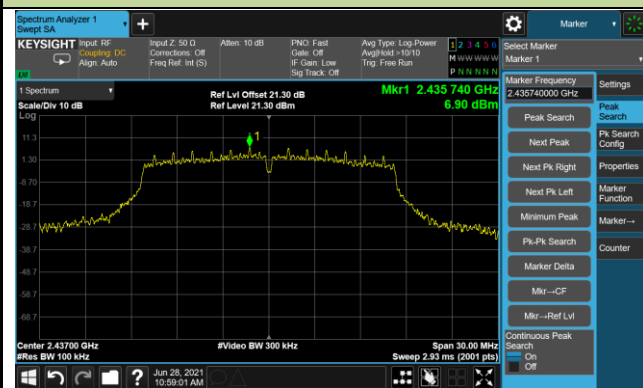 Spectrum Analyzer 1
Swept SA
Marker
KEYSIGHT
Input: RF
Coupling: DC
Align: Auto
Input Z: 50 Ω
Corrections: Off
Freq Ref: Int (S)
Atten: 10 dB
PNO: Fast
Gate: Off
IF Gain: Low
Sig Track: Off
Avg Type: Log-Power
Avg|Hold:>10/10
Trig: Free Run
1 2 3 4 5 6
M W W W W W
P N N N N N
Select Marker
Marker 1
1 Spectrum
Scale/Div 10 dB
Log
Ref Lvl Offset 21.30 dB
Ref Level 21.30 dBm
Mkr1 2.435 740 GHz
6.90 dBm
11.3
1.30
-8.70
-18.7
-28.7
-38.7
-48.7
-58.7
-68.7
1
Center 2.43700 GHz
#Res BW 100 kHz
#Video BW 300 kHz
Span 30.00 MHz
Sweep 2.93 ms (2001 pts)
Marker Frequency
2.435740000 GHz
Peak Search
Next Peak
Next Pk Right
Next Pk Left
Minimum Peak
Pk-Pk Search
Marker Delta
Mkr→CF
Mkr→Ref Lvl
Continuous Peak
Search
On
Off
Settings
Peak
Search
Pk Search
Config
Properties
Marker
Function
Marker→
Counter
Jun 28, 2021
10:59:01 AM